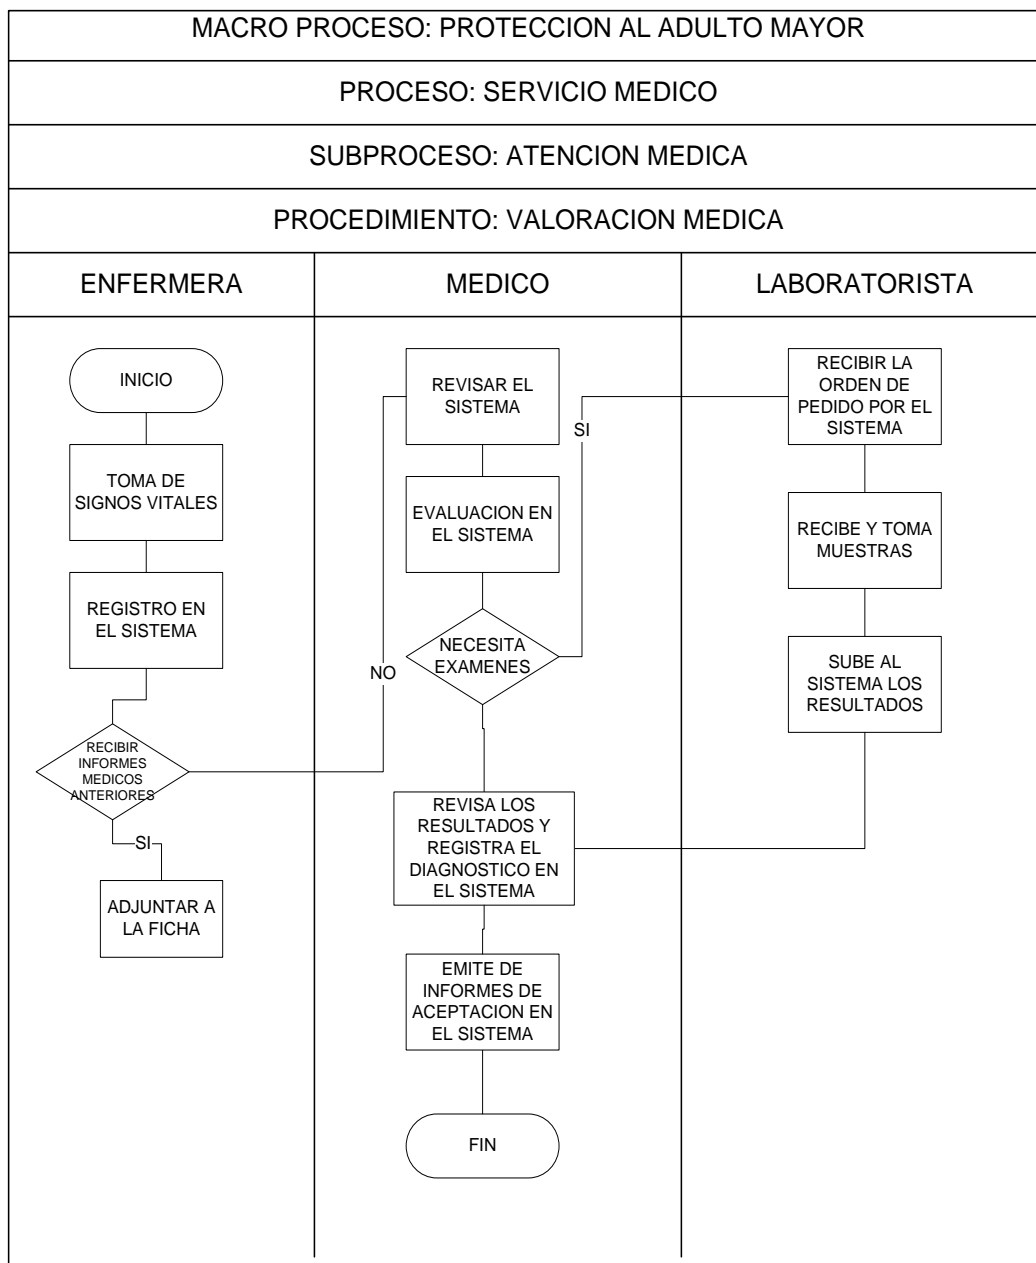 MACRO PROCESO: PROTECCION AL ADULTO MAYOR
PROCESO: SERVICIO MEDICO
SUBPROCESO: ATENCION MEDICA
PROCEDIMIENTO: VALORACION MEDICA
ENFERMERA
MEDICO
LABORATORISTA
INICIO
TOMA DE
SIGNOS VITALES
REGISTRO EN
EL SISTEMA
RECIBIR
INFORMES
MEDICOS
ANTERIORES
SI
ADJUNTAR A
LA FICHA
NO
REVISAR EL
SISTEMA
EVALUACION EN
EL SISTEMA
NECESITA
EXAMENES
SI
REVISA LOS
RESULTADOS Y
REGISTRA EL
DIAGNOSTICO EN
EL SISTEMA
EMITE DE
INFORMES DE
ACEPTACION EN
EL SISTEMA
FIN
RECIBIR LA
ORDEN DE
PEDIDO POR EL
SISTEMA
RECIBE Y TOMA
MUESTRAS
SUBE AL
SISTEMA LOS
RESULTADOS